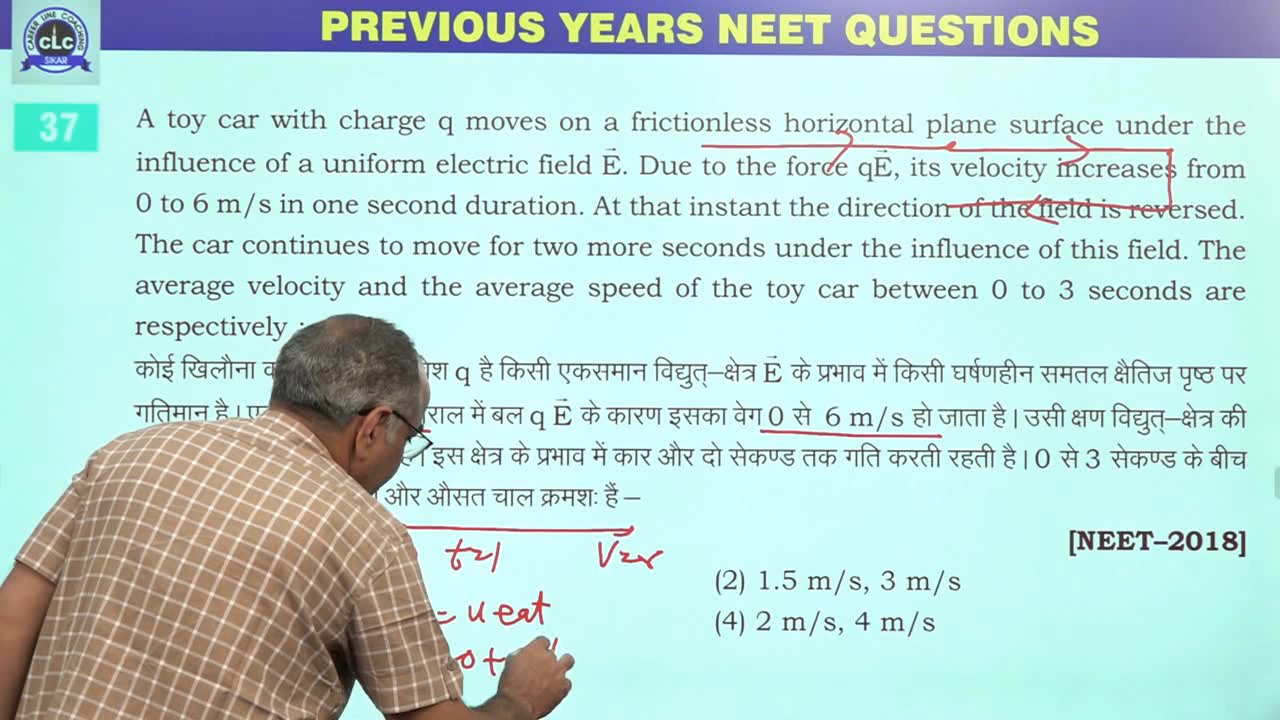 CAREER LINE COACHING
CLC
SIKAR
PREVIOUS YEARS NEET QUESTIONS
37
A toy car with charge q moves on a frictionless horizontal plane surface under the
influence of a uniform electric field E⃗. Due to the force qE⃗, its velocity increases from
0 to 6 m/s in one second duration. At that instant the direction of the field is reversed.
The car continues to move for two more seconds under the influence of this field. The
average velocity and the average speed of the toy car between 0 to 3 seconds are
respectively :
कोई खिलौना q है किसी एकसमान विद्युत्–क्षेत्र E⃗ के प्रभाव में किसी घर्षणहीन समतल क्षैतिज पृष्ठ पर
गतिमान है। में बल q E⃗ के कारण इसका वेग 0 से 6 m/s हो जाता है। उसी क्षण विद्युत्–क्षेत्र की
इस क्षेत्र के प्रभाव में कार और दो सेकण्ड तक गति करती रहती है। 0 से 3 सेकण्ड के बीच
और औसत चाल क्रमशः हैं –
[NEET–2018]
t=1
= u
0 +
(2) 1.5 m/s, 3 m/s
(4) 2 m/s, 4 m/s